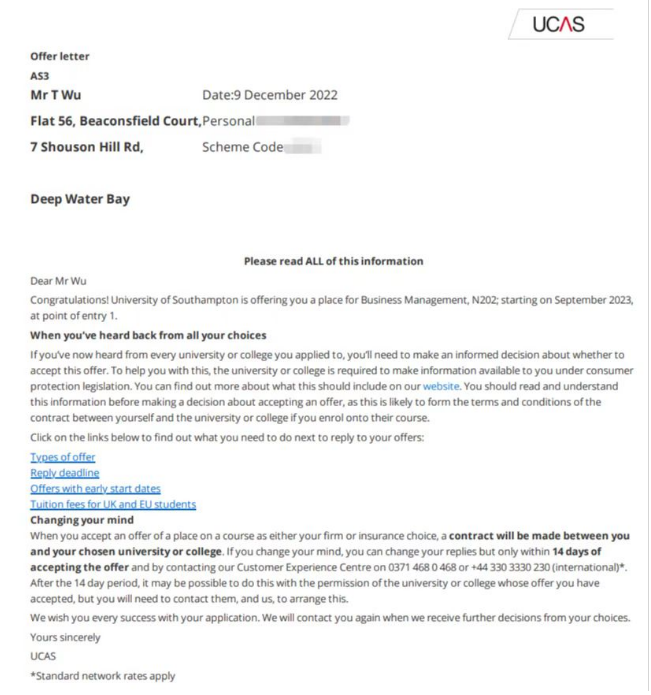 UCAS
Offer letter
AS3
Mr T Wu Date:9 December 2022
Flat 56, Beaconsfield Court, Personal
7 Shouson Hill Rd, Scheme Code
Deep Water Bay
Please read ALL of this information
Dear Mr Wu
Congratulations! University of Southampton is offering you a place for Business Management, N202; starting on September 2023,
at point of entry 1.
When you've heard back from all your choices
If you've now heard from every university or college you applied to, you'll need to make an informed decision about whether to
accept this offer. To help you with this, the university or college is required to make information available to you under consumer
protection legislation. You can find out more about what this should include on our website. You should read and understand
this information before making a decision about accepting an offer, as this is likely to form the terms and conditions of the
contract between yourself and the university or college if you enrol onto their course.
Click on the links below to find out what you need to do next to reply to your offers:
Types of offer
Reply deadline
Offers with early start dates
Tuition fees for UK and EU students
Changing your mind
When you accept an offer of a place on a course as either your firm or insurance choice, a contract will be made between you
and your chosen university or college. If you change your mind, you can change your replies but only within 14 days of
accepting the offer and by contacting our Customer Experience Centre on 0371 468 0 468 or +44 330 3330 230 (international)*.
After the 14 day period, it may be possible to do this with the permission of the university or college whose offer you have
accepted, but you will need to contact them, and us, to arrange this.
We wish you every success with your application. We will contact you again when we receive further decisions from your choices.
Yours sincerely
UCAS
*Standard network rates apply